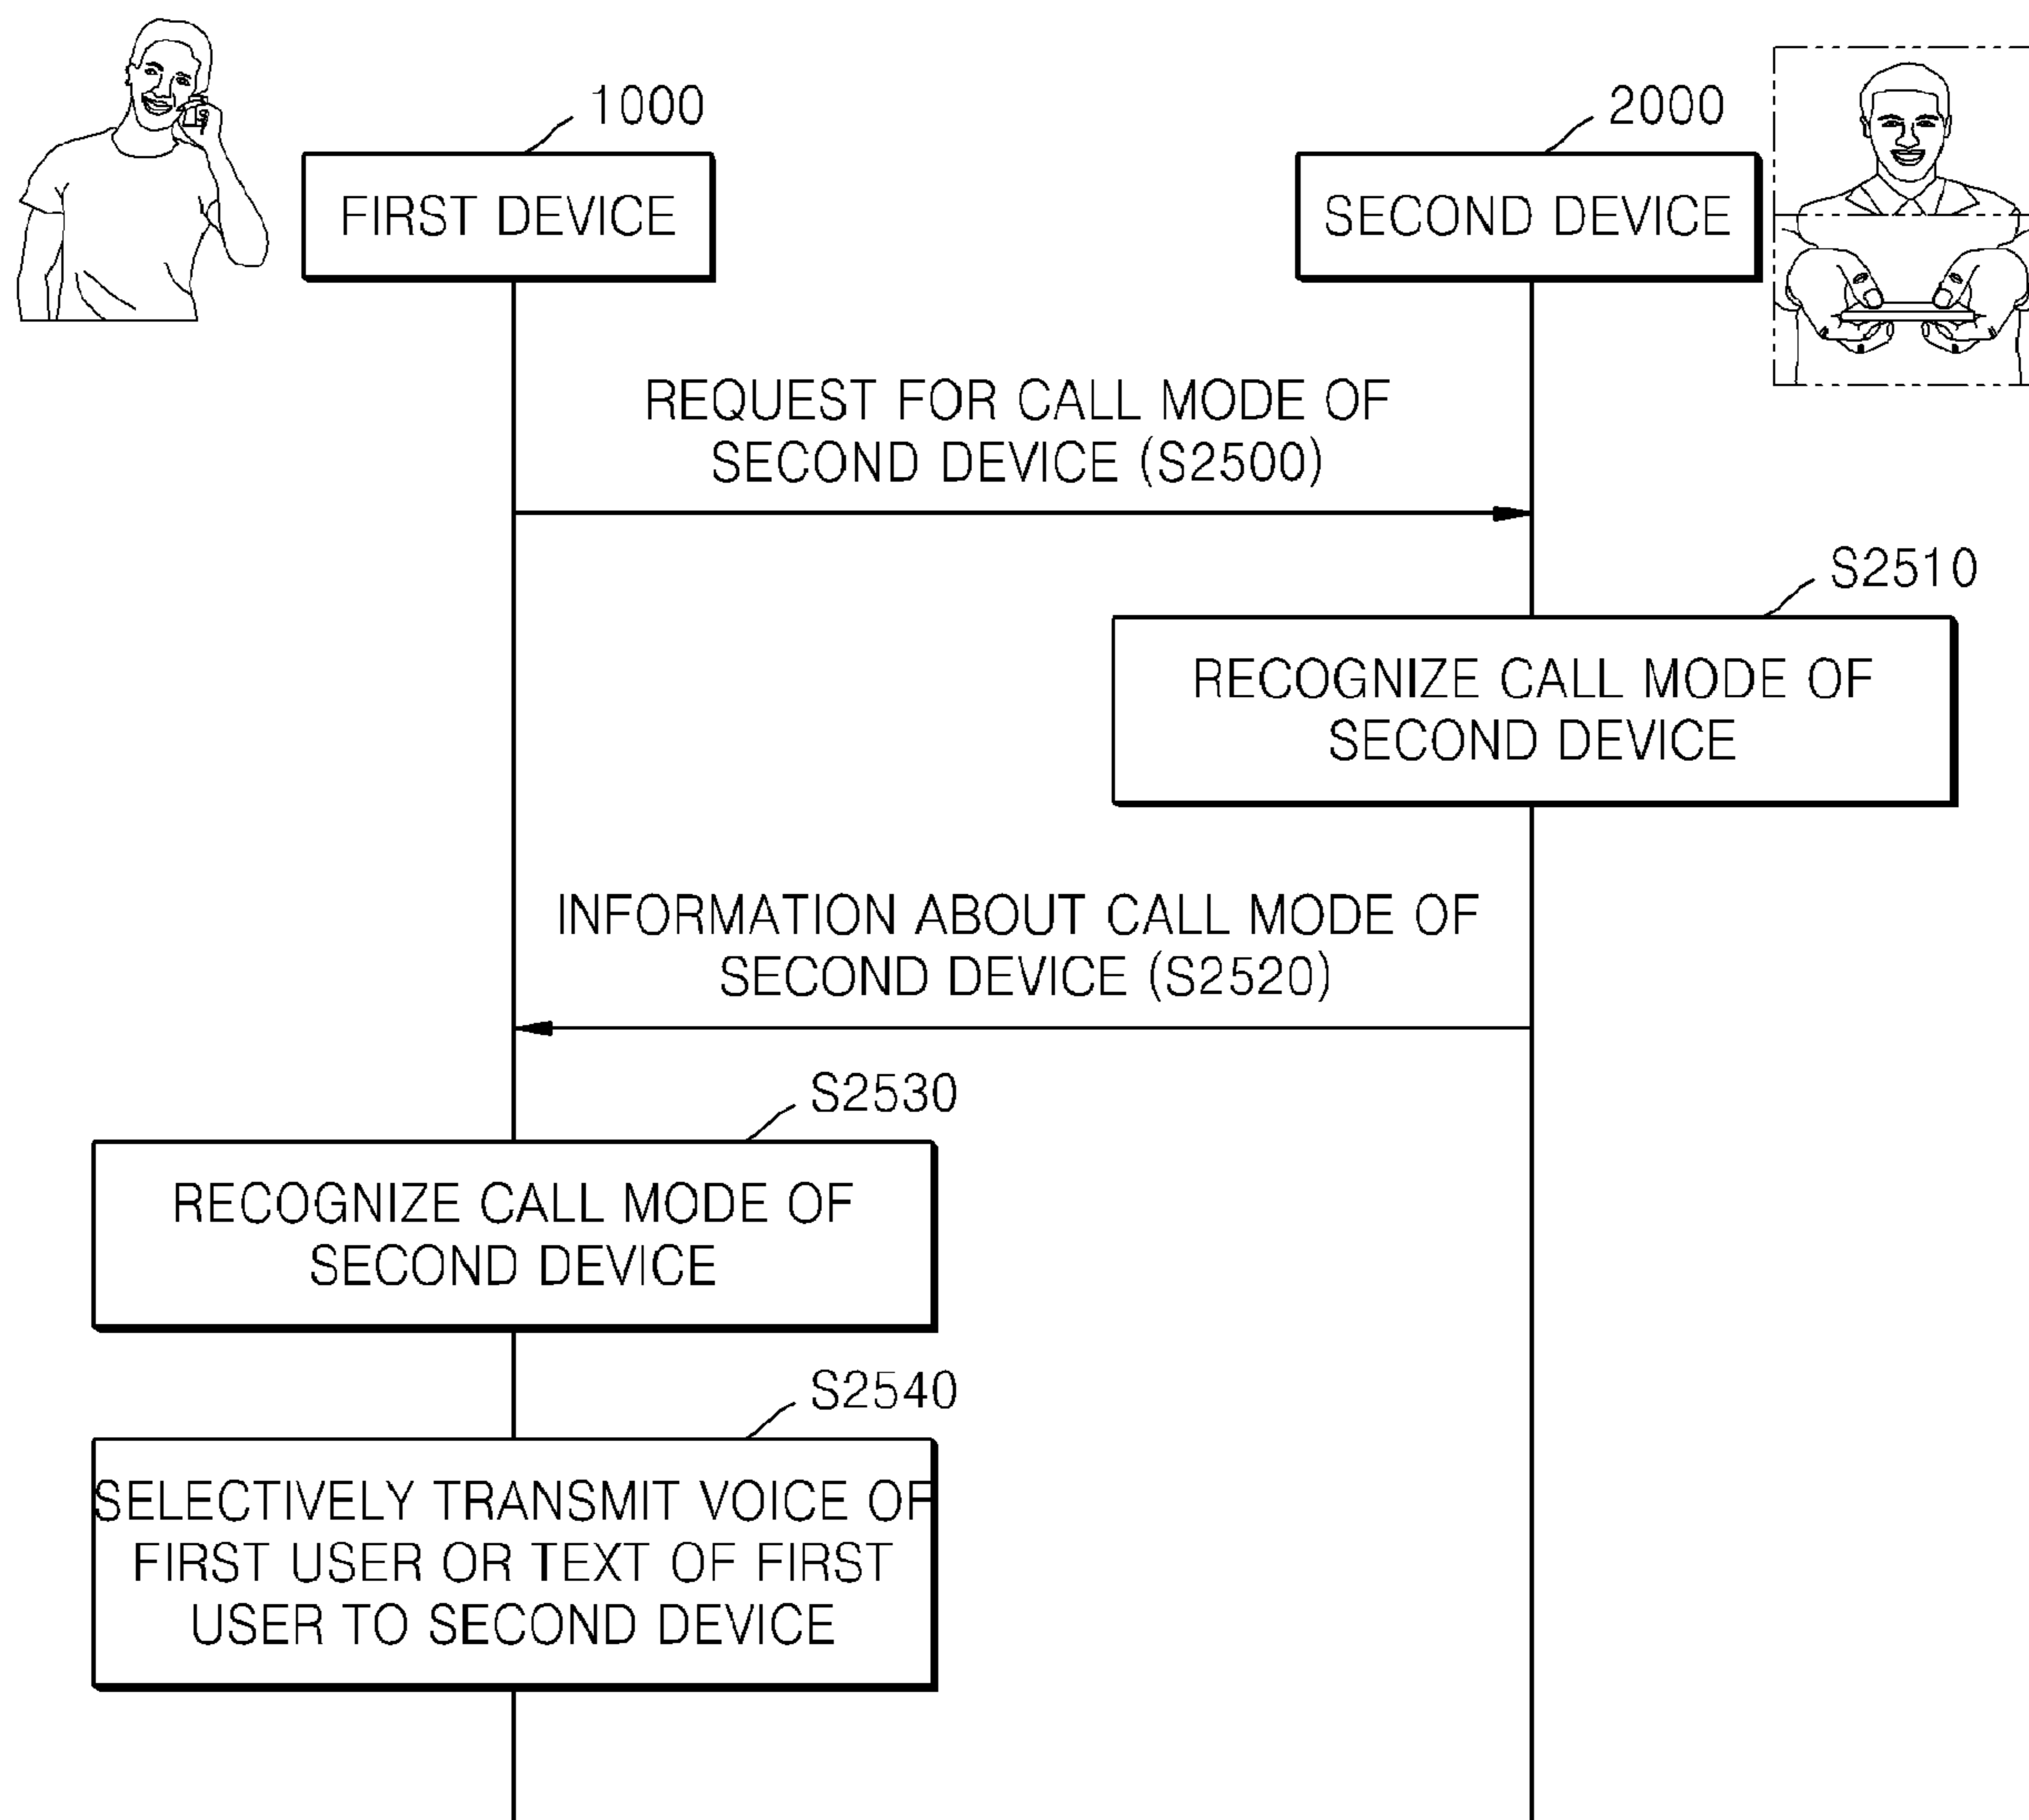 1000
2000
FIRST DEVICE
SECOND DEVICE
REQUEST FOR CALL MODE OF
SECOND DEVICE (S2500)
S2510
RECOGNIZE CALL MODE OF
SECOND DEVICE
INFORMATION ABOUT CALL MODE OF
SECOND DEVICE (S2520)
S2530
RECOGNIZE CALL MODE OF
SECOND DEVICE
S2540
SELECTIVELY TRANSMIT VOICE OF
FIRST USER OR TEXT OF FIRST
USER TO SECOND DEVICE